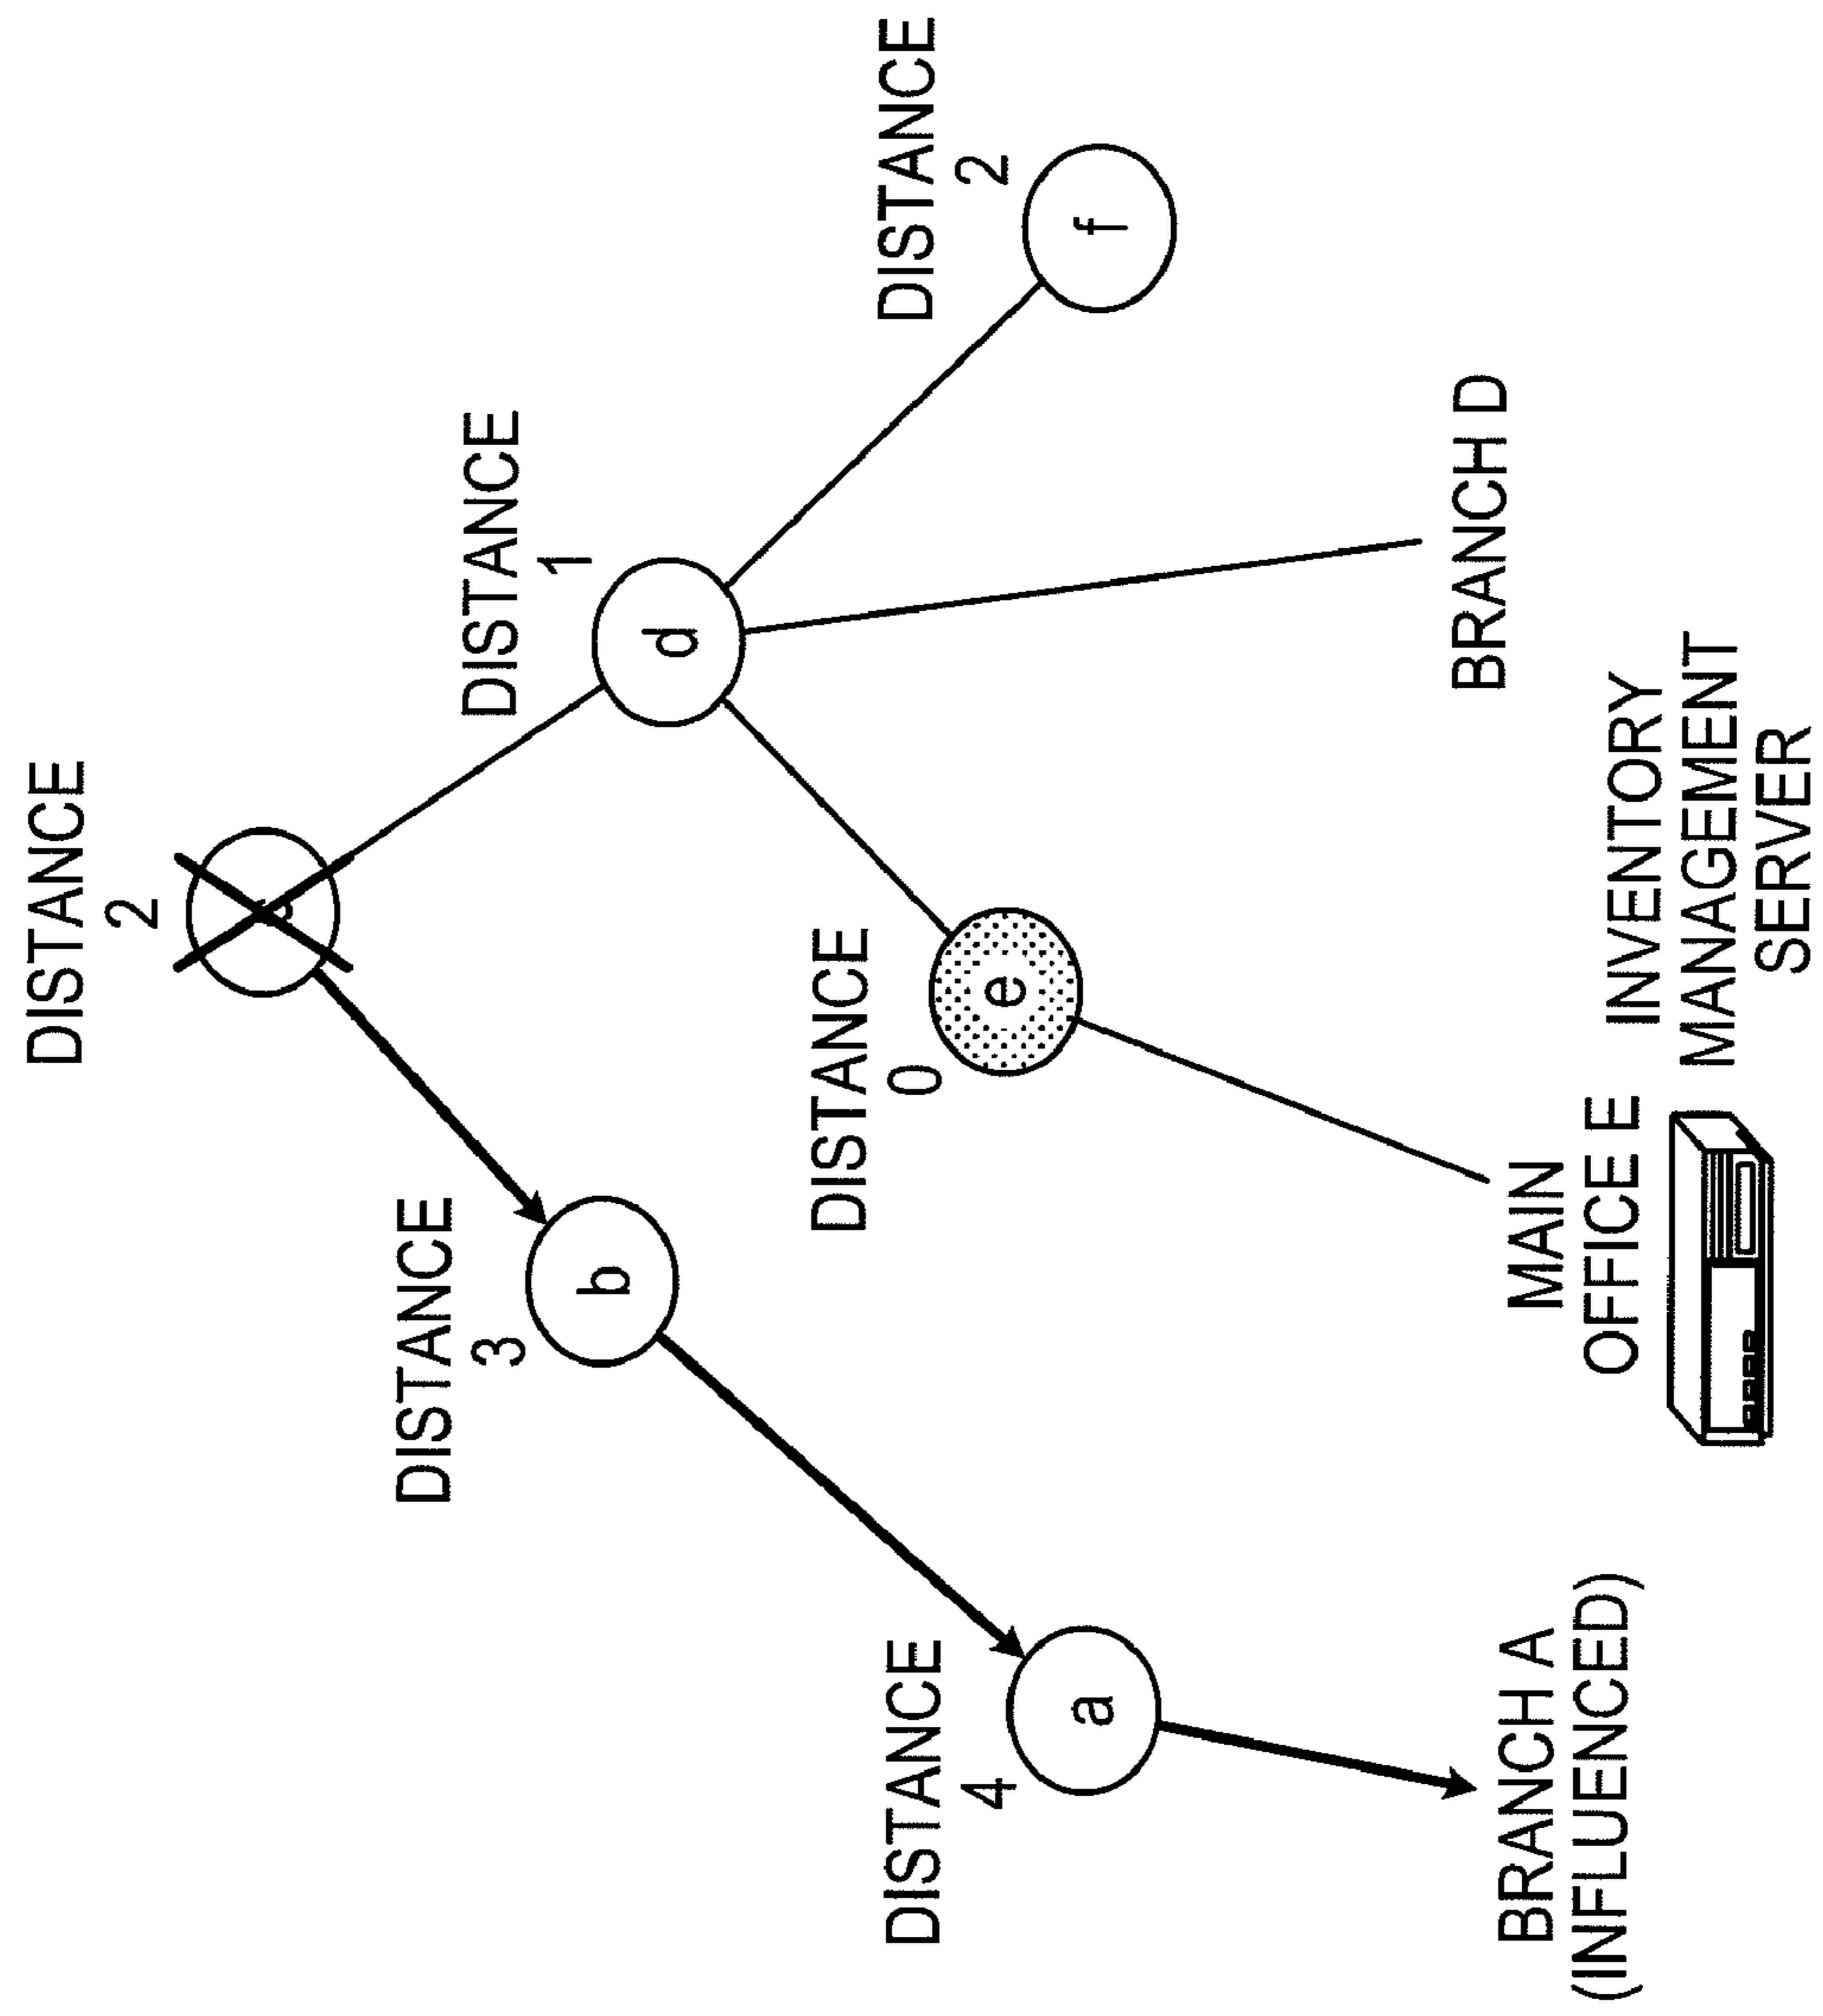 DISTANCE
2
DISTANCE
3
DISTANCE
1
b
d
DISTANCE
4
DISTANCE
0
DISTANCE
2
a
e
f
BRANCH A
(INFLUENCED)
MAIN
OFFICE E
INVENTORY
MANAGEMENT
SERVER
BRANCH D